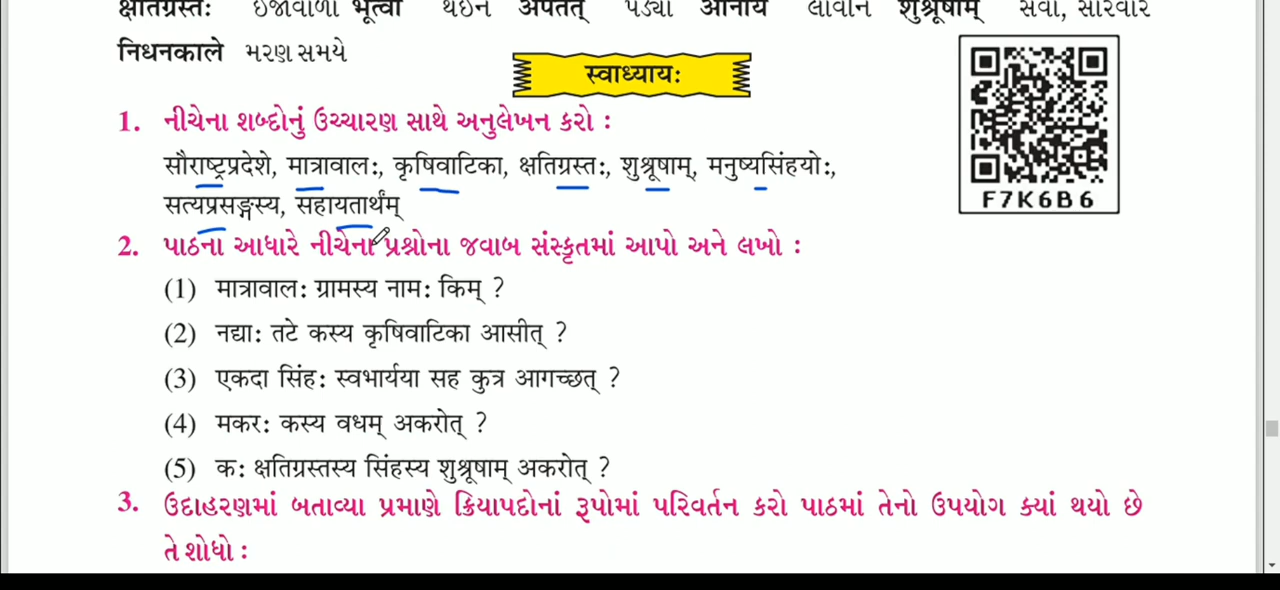 क्षतिग्रस्तः ઇજાવાળો भूत्वा થઇને अपतत् પડ્યો आनीय લાવીને शुश्रूषाम् સેવા, સારવાર
निधनकाले મરણ સમયે
स्वाध्यायः
1. નીચેના શબ્દોનું ઉચ્ચારણ સાથે અનુલેખન કરો :
सौराष्ट्रप्रदेशे, मात्रावालः, कृषिवाटिका, क्षतिग्रस्तः, शुश्रूषाम्, मनुष्यसिंहयोः,
सत्यप्रसङ्गस्य, सहायतार्थम्
F7K6B6
2. પાઠના આધારે નીચેના પ્રશ્નોના જવાબ સંસ્કૃતમાં આપો અને લખો :
(1) मात्रावालः ग्रामस्य नामः किम् ?
(2) नद्याः तटे कस्य कृषिवाटिका आसीत् ?
(3) एकदा सिंहः स्वभार्यया सह कुत्र आगच्छत् ?
(4) मकरः कस्य वधम् अकरोत् ?
(5) कः क्षतिग्रस्तस्य सिंहस्य शुश्रूषाम् अकरोत् ?
3. ઉદાહરણમાં બતાવ્યા પ્રમાણે ક્રિયાપદોનાં રૂપોમાં પરિવર્તન કરો પાઠમાં તેનો ઉપયોગ ક્યાં થયો છે
તે શોધો :